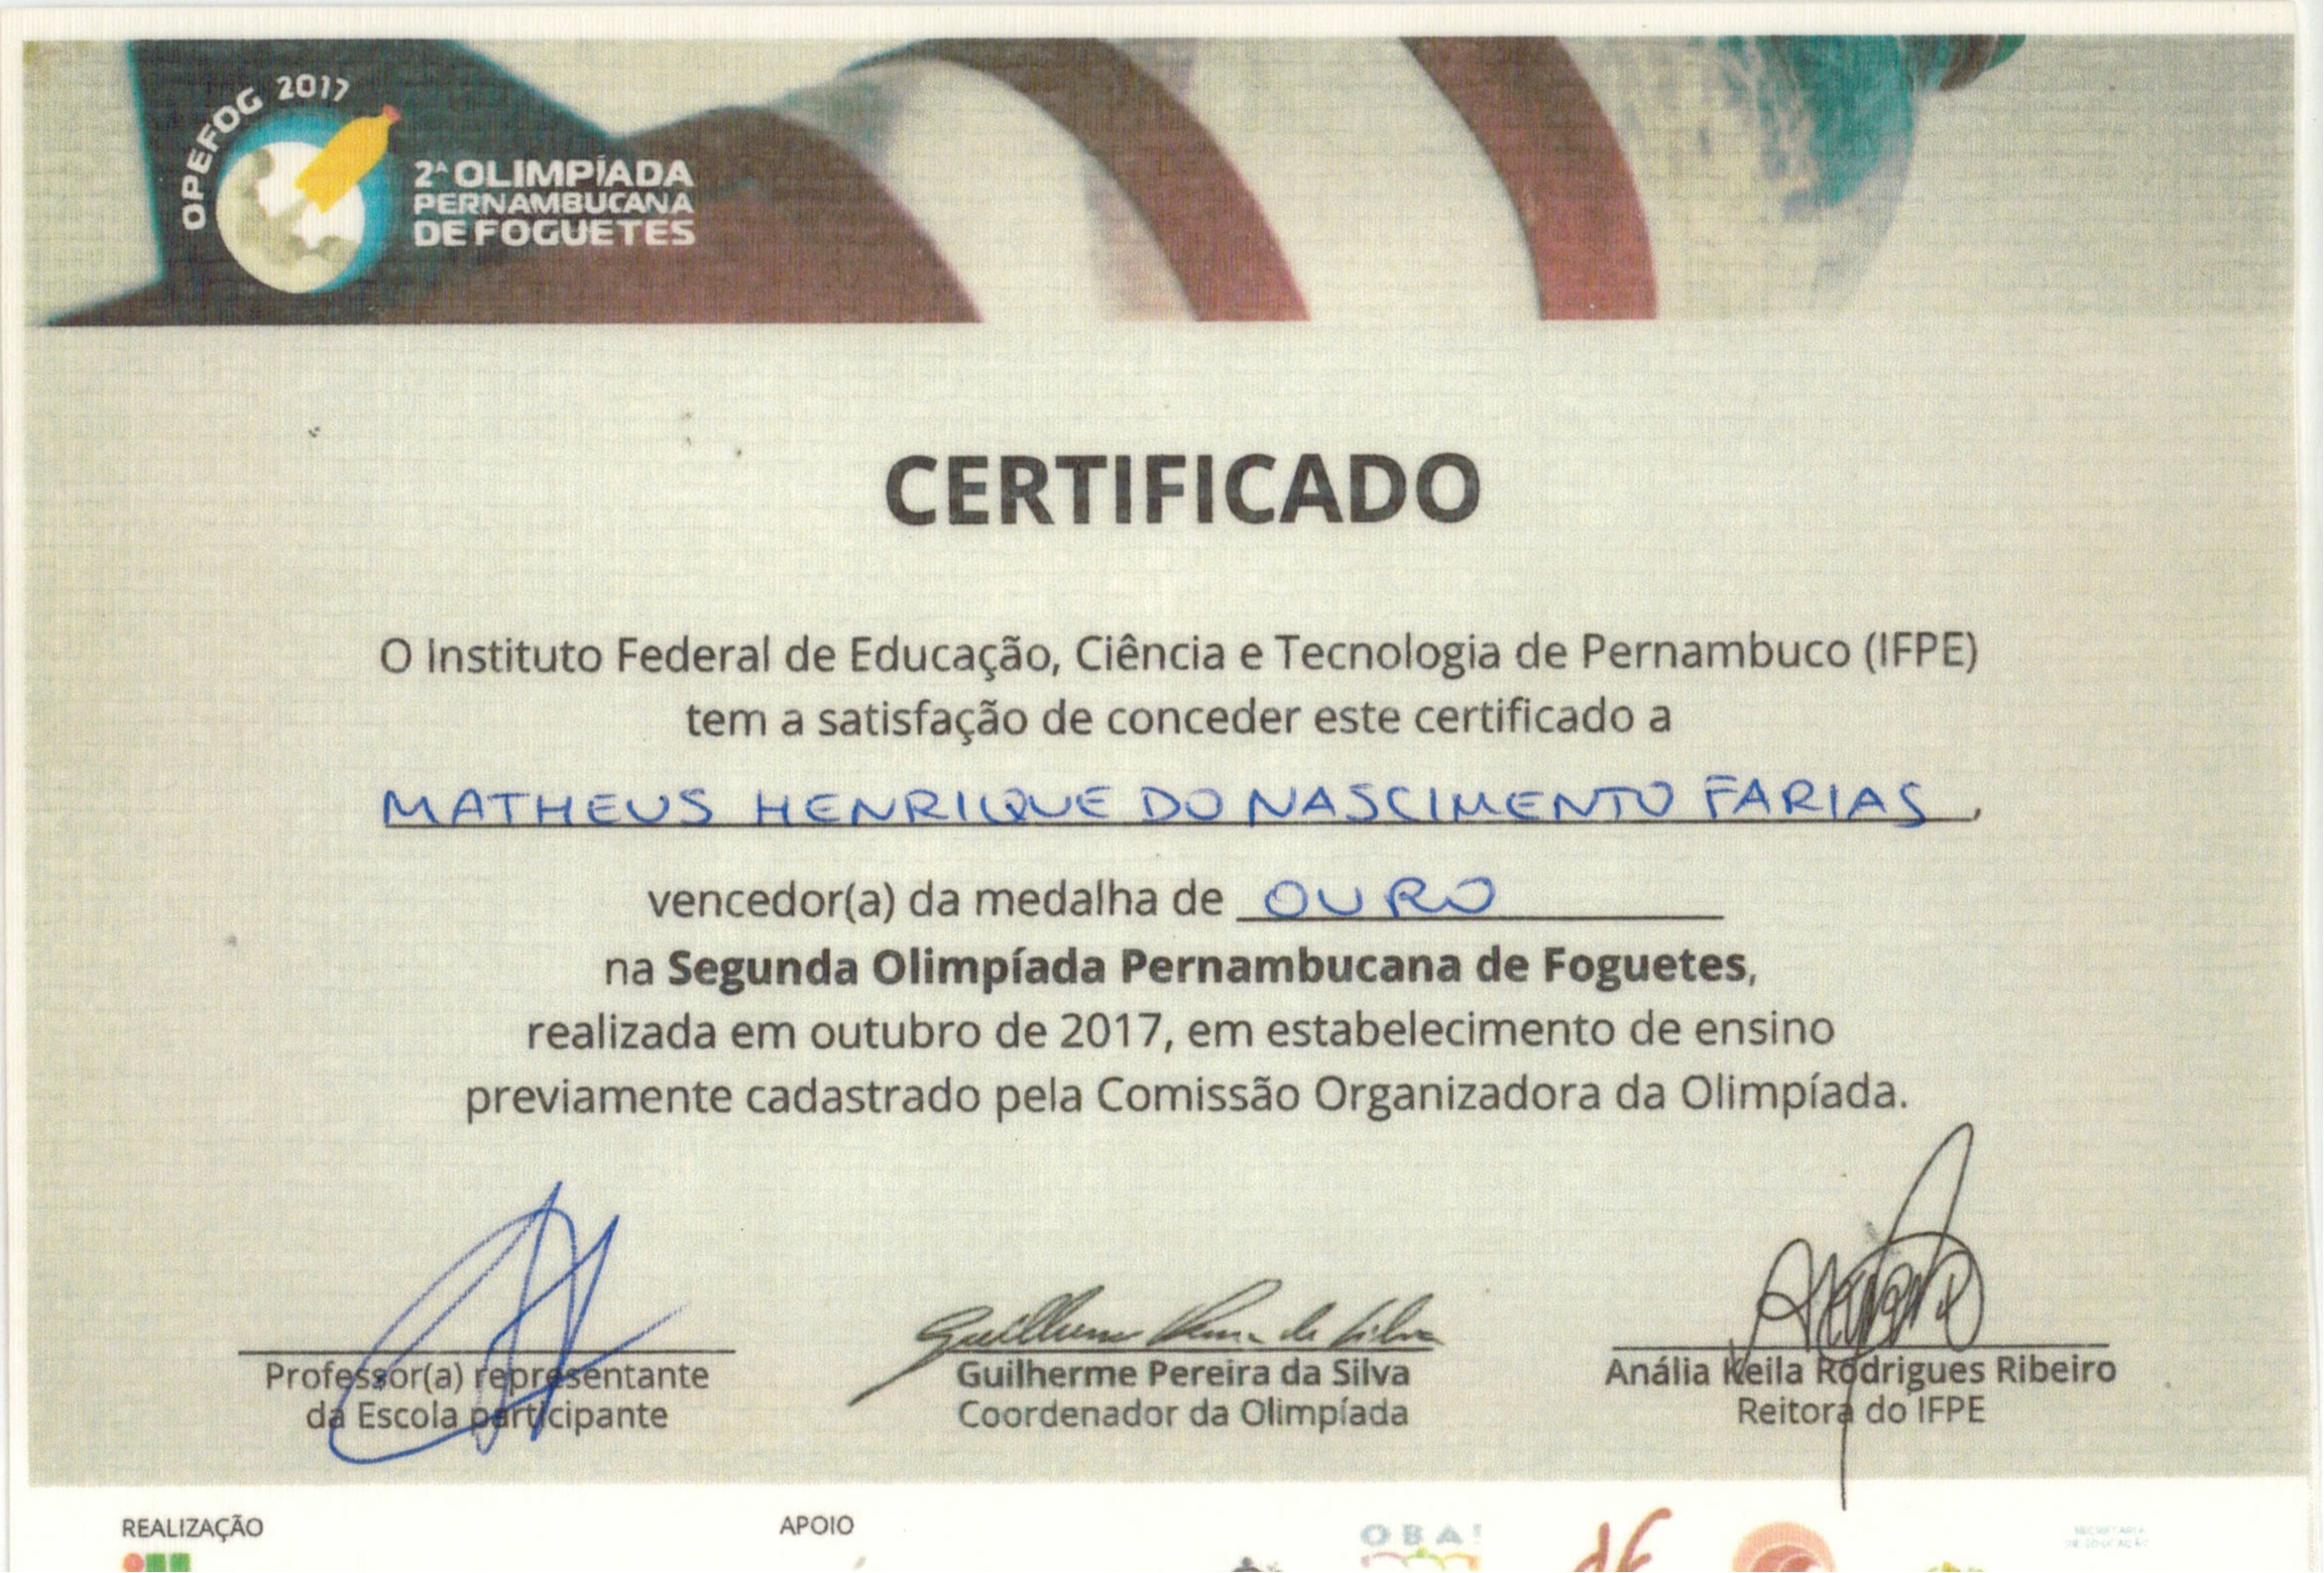 OPEFOG 2017
2ª OLIMPÍADA
PERNAMBUCANA
DE FOGUETES
CERTIFICADO
O Instituto Federal de Educação, Ciência e Tecnologia de Pernambuco (IFPE)
tem a satisfação de conceder este certificado a
MATHEUS HENRIQUE DO NASCIMENTO FARIAS,
vencedor(a) da medalha de OURO
na Segunda Olimpíada Pernambucana de Foguetes,
realizada em outubro de 2017, em estabelecimento de ensino
previamente cadastrado pela Comissão Organizadora da Olimpíada.
Guilherme Pereira da Silva
Professor(a) representante
da Escola participante
Guilherme Pereira da Silva
Coordenador da Olimpíada
Anália Keila Rodrigues Ribeiro
Reitora do IFPE
REALIZAÇÃO
APOIO
OBA!
SECRETARIA
DE EDUCAÇÃO